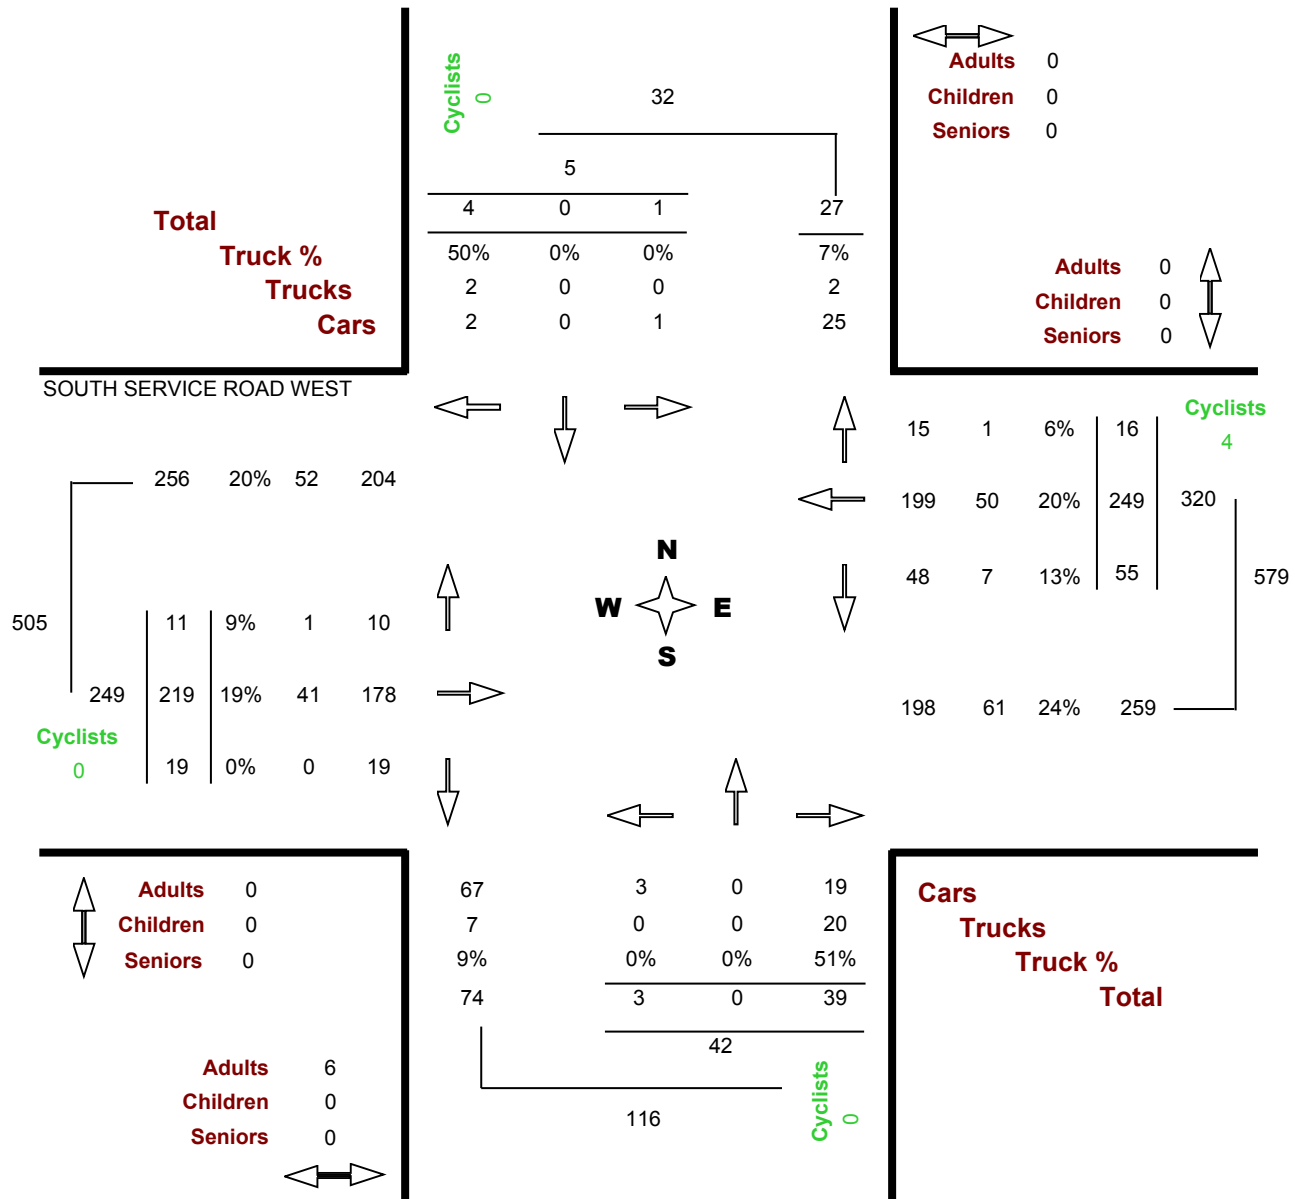 Adults 0
Cyclists
0
32
Children 0
Seniors 0
5
4 0 1 27
Total
Truck %
50% 0% 0% 7%
Adults 0
Trucks
2 0 0 2
Children 0
Cars
2 0 1 25
Seniors 0
SOUTH SERVICE ROAD WEST
Cyclists
4
15 1 6% 16
256 20% 52 204
199 50 20% 249 320
N
48 7 13% 55
579
W E
S
505
11 9% 1 10
249 219 19% 41 178
198 61 24% 259
Cyclists
0
19 0% 0 19
Adults 0
67 3 0 19
Cars
Children 0
7 0 0 20
Trucks
Seniors 0
9% 0% 0% 51%
Truck %
74 3 0 39
Total
42
Adults 6
Children 0
Seniors 0
116
Cyclists
0